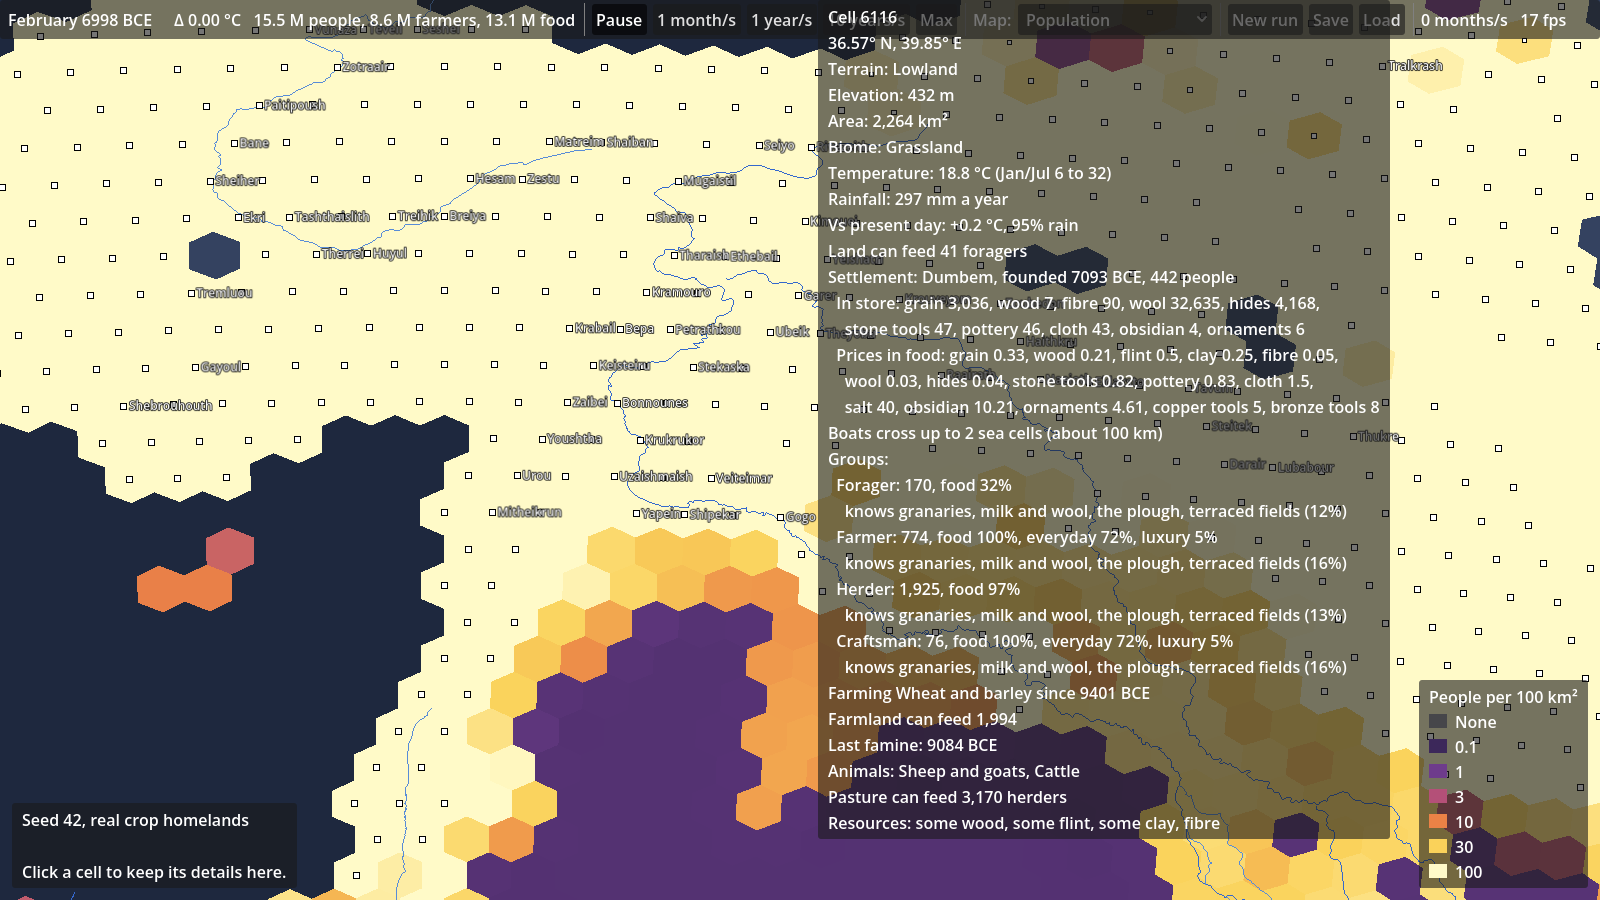 February 6998 BCE Δ 0.00 °C 15.5 M people, 8.6 M farmers, 13.1 M food Pause 1 month/s 1 year/s Max Map: Population New run Save Load 0 months/s 17 fps
Cell 6116
36.57° N, 39.85° E
Terrain: Lowland
Elevation: 432 m
Area: 2,264 km²
Biome: Grassland
Temperature: 18.8 °C (Jan/Jul 6 to 32)
Rainfall: 297 mm a year
Vs present day: +0.2 °C, 95% rain
Land can feed 41 foragers
Settlement: Dumbem, founded 7093 BCE, 442 people
In store: grain 3,036, wood 7, fibre 90, wool 32,635, hides 4,168,
stone tools 47, pottery 46, cloth 43, obsidian 4, ornaments 6
Prices in food: grain 0.33, wood 0.21, flint 0.5, clay 0.25, fibre 0.05,
wool 0.03, hides 0.04, stone tools 0.82, pottery 0.83, cloth 1.5,
salt 40, obsidian 10.21, ornaments 4.61, copper tools 5, bronze tools 8
Boats cross up to 2 sea cells (about 100 km)
Groups:
Forager: 170, food 32%
knows granaries, milk and wool, the plough, terraced fields (12%)
Farmer: 774, food 100%, everyday 72%, luxury 5%
knows granaries, milk and wool, the plough, terraced fields (16%)
Herder: 1,925, food 97%
knows granaries, milk and wool, the plough, terraced fields (13%)
Craftsman: 76, food 100%, everyday 72%, luxury 5%
knows granaries, milk and wool, the plough, terraced fields (16%)
Farming Wheat and barley since 9401 BCE
Farmland can feed 1,994
Last famine: 9084 BCE
Animals: Sheep and goats, Cattle
Pasture can feed 3,170 herders
Resources: some wood, some flint, some clay, fibre
Zotraair
Tralkrash
Paitipoush
Bane
Matreim Shaiban
Seiyo
Sheiher
Hesam Zestu
Mugaistil
Ekri Tashthaislith Treihik Breiya
Shaiva
Therrei Huyul
Tharaish Ethebail
Tremiuou
Kramouro
Krabail Bepa Petrathkou Ubeik
Haithkru
Gayoul
Keisteiru Stekaska
Shebrothouth
Zaibei Bonnounes
Steitek
Youshtha Krukrukor
Thukre
Darair Lubabour
Urou Uzaishmaish Veiteimar
Mitheikrun Yapein Shipekar Gogo
People per 100 km²
None
0.1
1
3
10
30
100
Seed 42, real crop homelands
Click a cell to keep its details here.